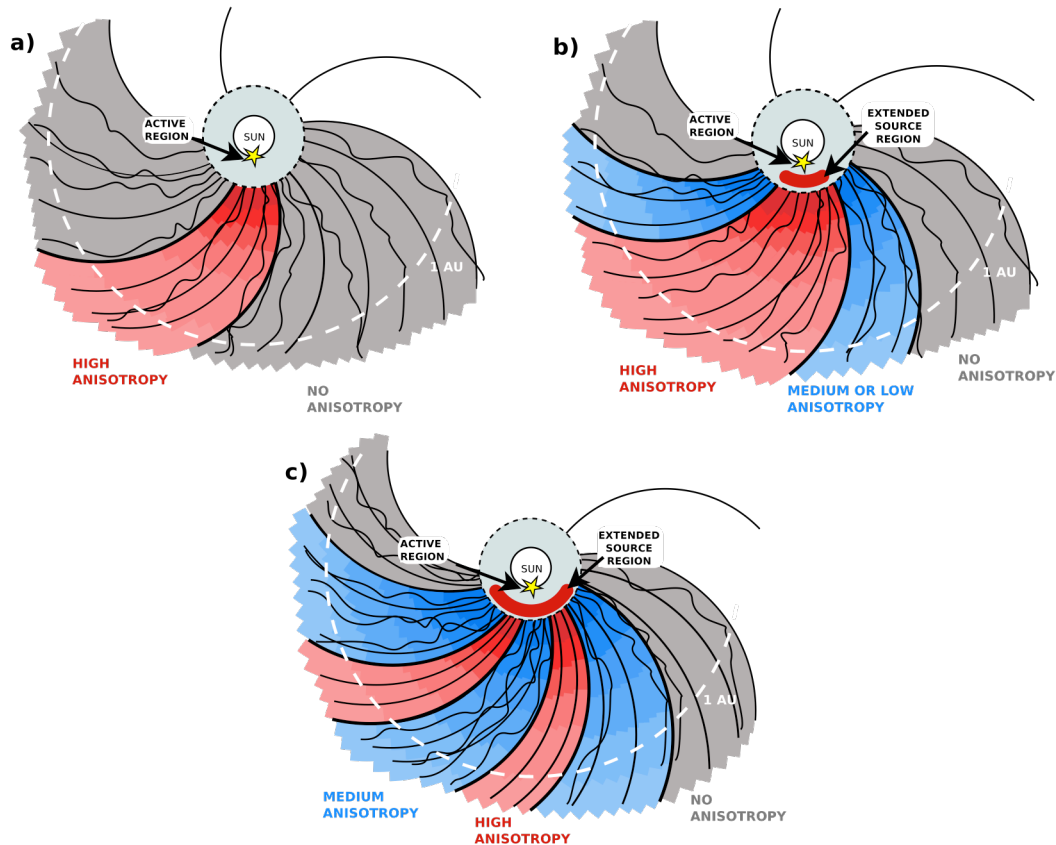 a)
ACTIVE
REGION
SUN
1 AU
HIGH
ANISOTROPY
NO
ANISOTROPY
b)
ACTIVE
REGION
SUN
EXTENDED
SOURCE
REGION
1 AU
HIGH
ANISOTROPY
MEDIUM OR LOW
ANISOTROPY
NO
ANISOTROPY
c)
ACTIVE
REGION
SUN
EXTENDED
SOURCE
REGION
1 AU
MEDIUM
ANISOTROPY
HIGH
ANISOTROPY
NO
ANISOTROPY